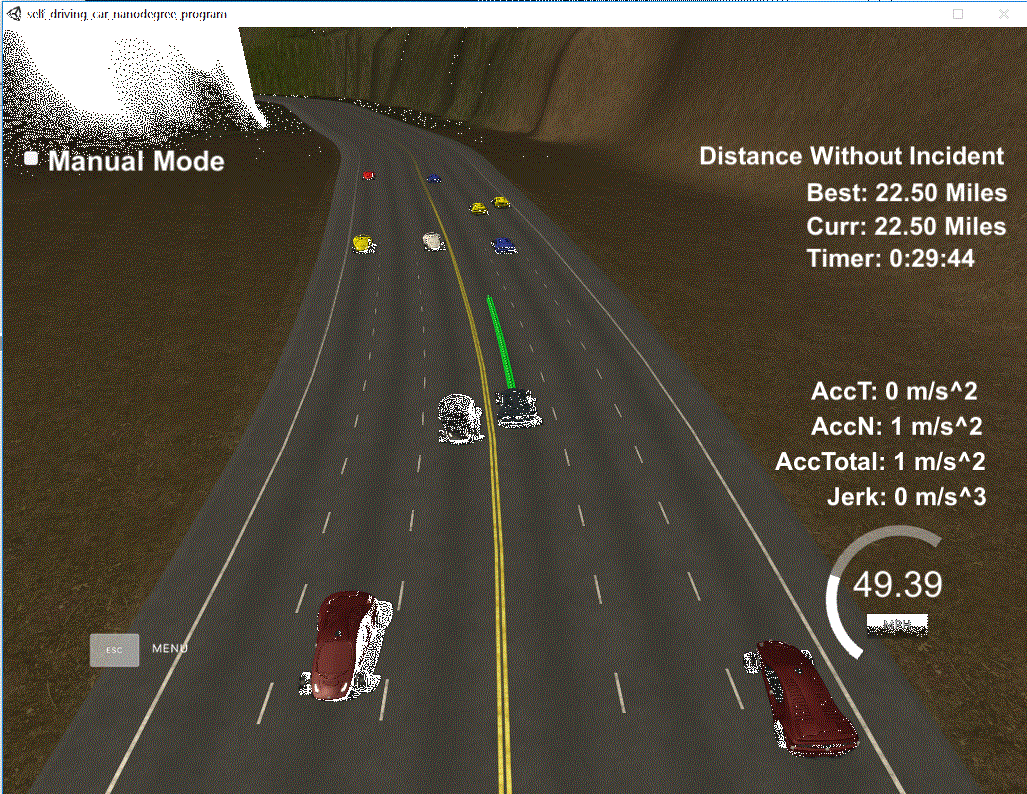 self_driving_car_nanodegree_program
Manual Mode
Distance Without Incident
Best: 22.50 Miles
Curr: 22.50 Miles
Timer: 0:29:44
AccT: 0 m/s^2
AccN: 1 m/s^2
AccTotal: 1 m/s^2
Jerk: 0 m/s^3
49.39
MPH
ESC MENU